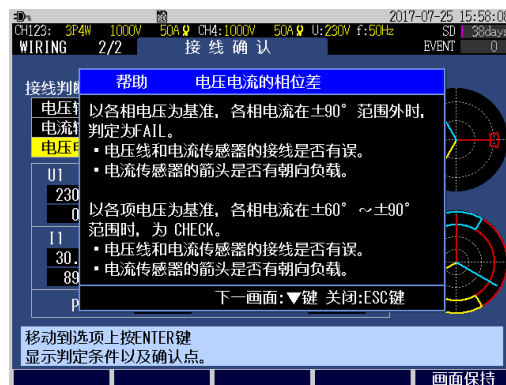 2017-07-25 15:58:08
CH123: 3P4W 1000V 50A CH4:1000V 50A U:230V f:50Hz SD 38days
WIRING 2/2 接 线 确 认 EVENT 0
接线判
帮助 电压电流的相位差
电压
电流
电压
以各相电压为基准，各相电流在±90°范围外时，
判定为FAIL。
▪电压线和电流传感器的接线是否有误。
▪电流传感器的箭头是否有朝向负载。
以各项电压为基准，各相电流在±60°～±90°
范围时，为 CHECK。
▪电压线和电流传感器的接线是否有误。
▪电流传感器的箭头是否有朝向负载。
下一画面:▼键 关闭:ESC键
U1
230
0
I1
30.
89
P
移动到选项上按ENTER键
显示判定条件以及确认点。
画面保持